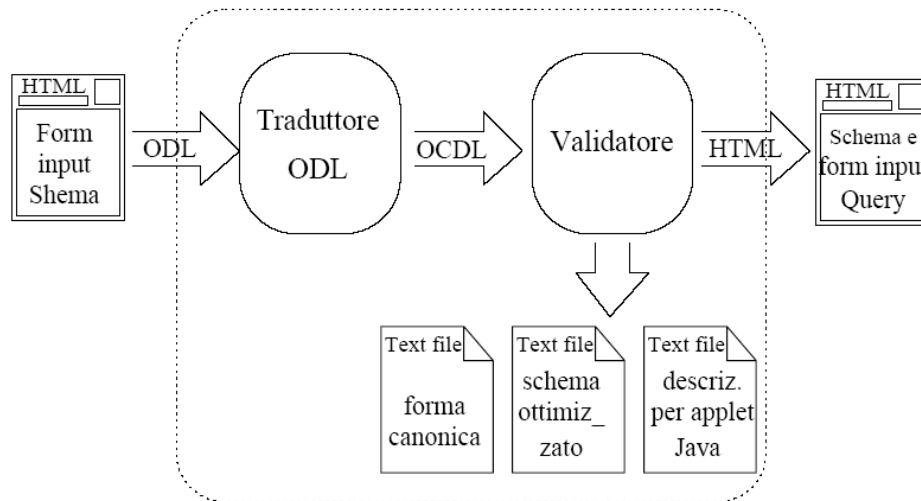 HTML
Form
input
Shema
ODL
Traduttore
ODL
OCDL
Validatore
HTML
HTML
Schema e
form input
Query
Text file
forma
canonica
Text file
schema
ottimiz_
zato
Text file
descriz.
per applet
Java